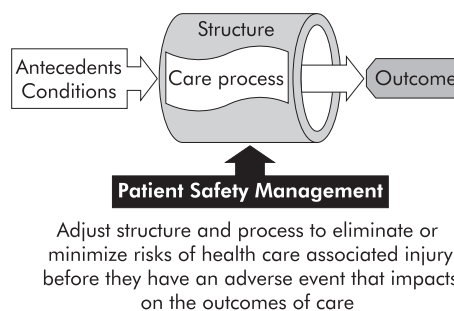 Structure
Antecedents
Conditions
Care process
Outcome
Patient Safety Management
Adjust structure and process to eliminate or
minimize risks of health care associated injury
before they have an adverse event that impacts
on the outcomes of care